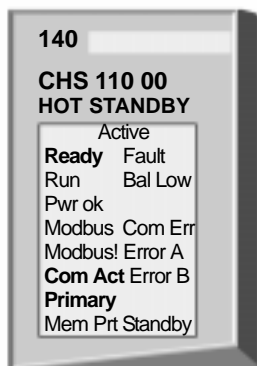 140
CHS 110 00
HOT STANDBY
Active
Ready Fault
Run Bal Low
Pwr ok
Modbus Com Err
Modbus! Error A
Com Act Error B
Primary
Mem Prt Standby